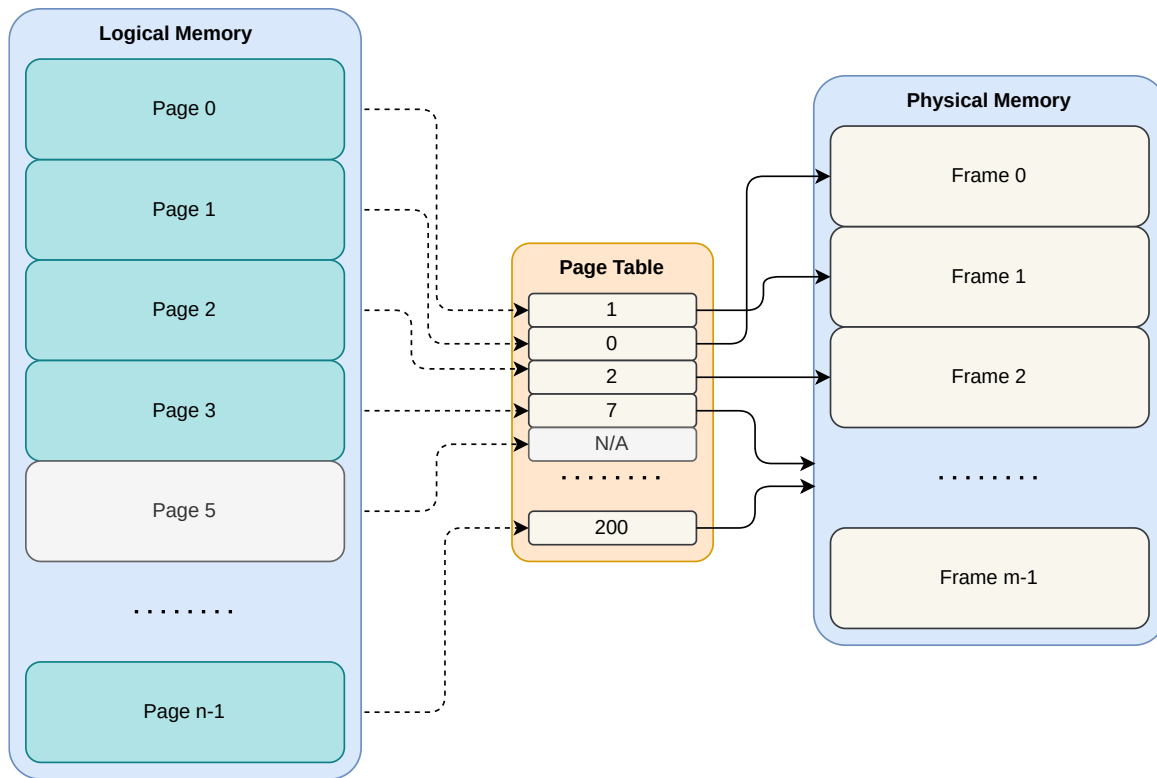 Logical Memory
Page 0
Page 1
Page 2
Page 3
Page 5
. . . . . . . .
Page n-1
Page Table
1
0
2
7
N/A
. . . . . . . .
200
Physical Memory
Frame 0
Frame 1
Frame 2
. . . . . . . .
Frame m-1